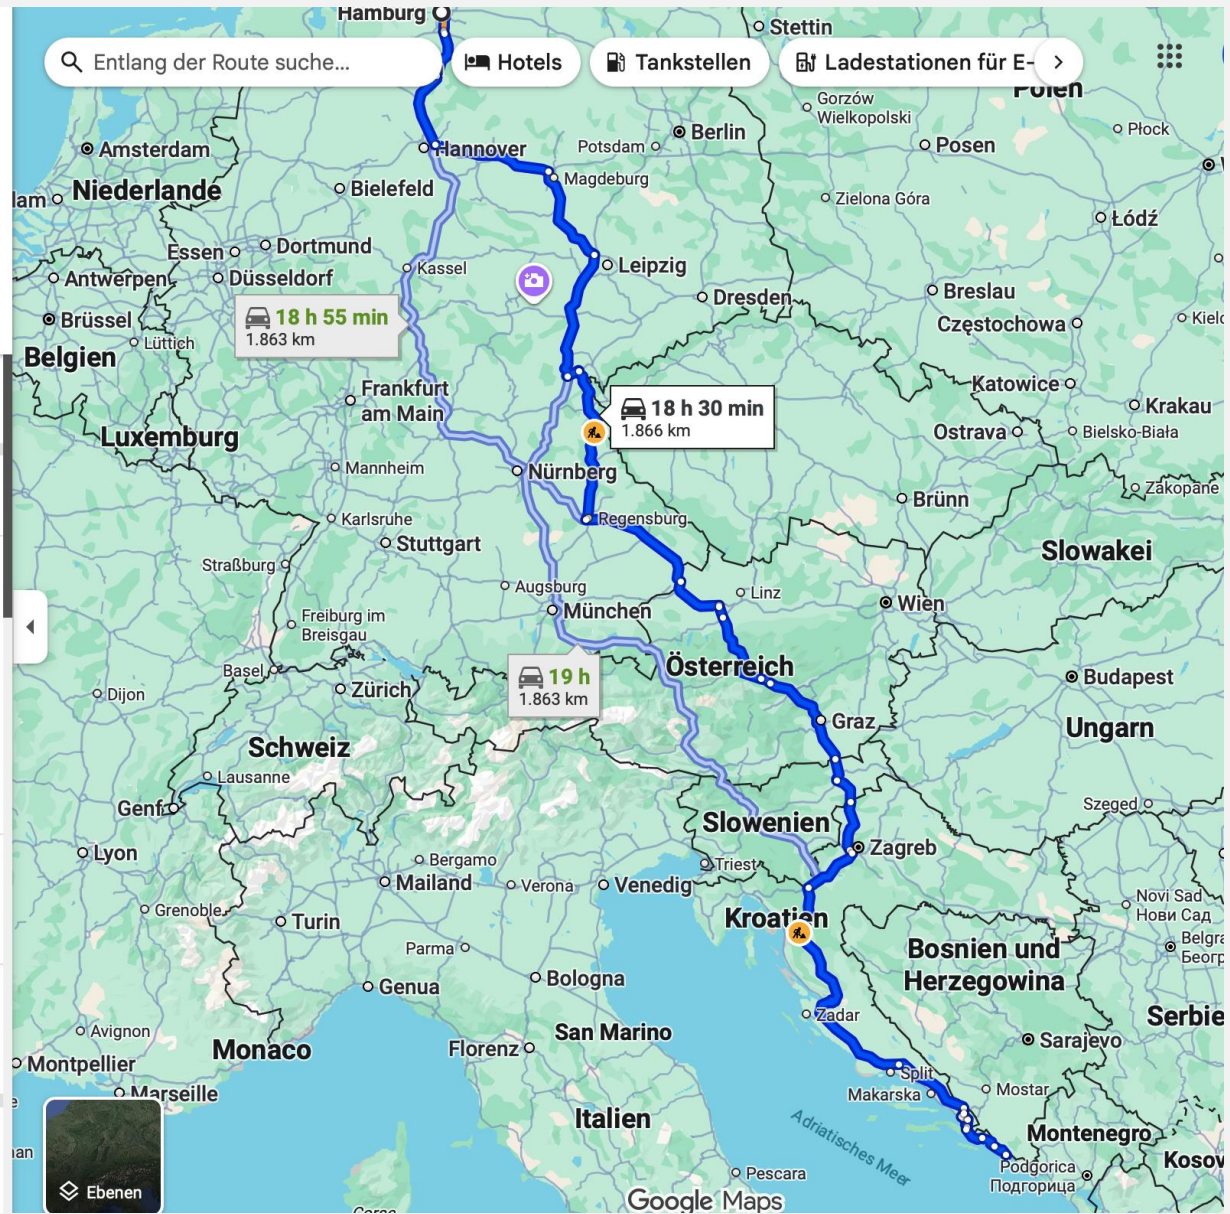 Hamburg
Stettin
Entlang der Route suche...
Hotels
Tankstellen
Ladestationen für E-
Polen
Gorzów
Wielkopolski
Płock
Amsterdam
Hannover
Potsdam
Berlin
Posen
Magdeburg
Niederlande
Bielefeld
Zielona Góra
Łódź
Essen
Dortmund
Leipzig
Kassel
Antwerpen
Düsseldorf
Dresden
Breslau
Brüssel
18 h 55 min
1.863 km
Częstochowa
Lüttich
Belgien
Frankfurt
am Main
Katowice
18 h 30 min
1.866 km
Krakau
Luxemburg
Ostrava
Bielsko-Biała
Mannheim
Nürnberg
Zakopane
Brünn
Karlsruhe
Regensburg
Stuttgart
Slowakei
Straßburg
Augsburg
Linz
Wien
München
Freiburg im
Breisgau
Österreich
Basel
19 h
1.863 km
Budapest
Zürich
Dijon
Graz
Ungarn
Schweiz
Lausanne
Genf
Szeged
Slowenien
Zagreb
Lyon
Bergamo
Triest
Mailand
Verona
Venedig
Novi Sad
Нови Сад
Grenoble
Turin
Kroatien
Parma
Bosnien und
Herzegowina
Bologna
Genua
Zadar
Serbie
Avignon
San Marino
Monaco
Florenz
Sarajevo
Montpellier
Split
Marseille
Makarska
Mostar
Italien
Adriatisches Meer
Montenegro
Kosov
Podgorica
Подгорица
Pescara
Ebenen
Google Maps